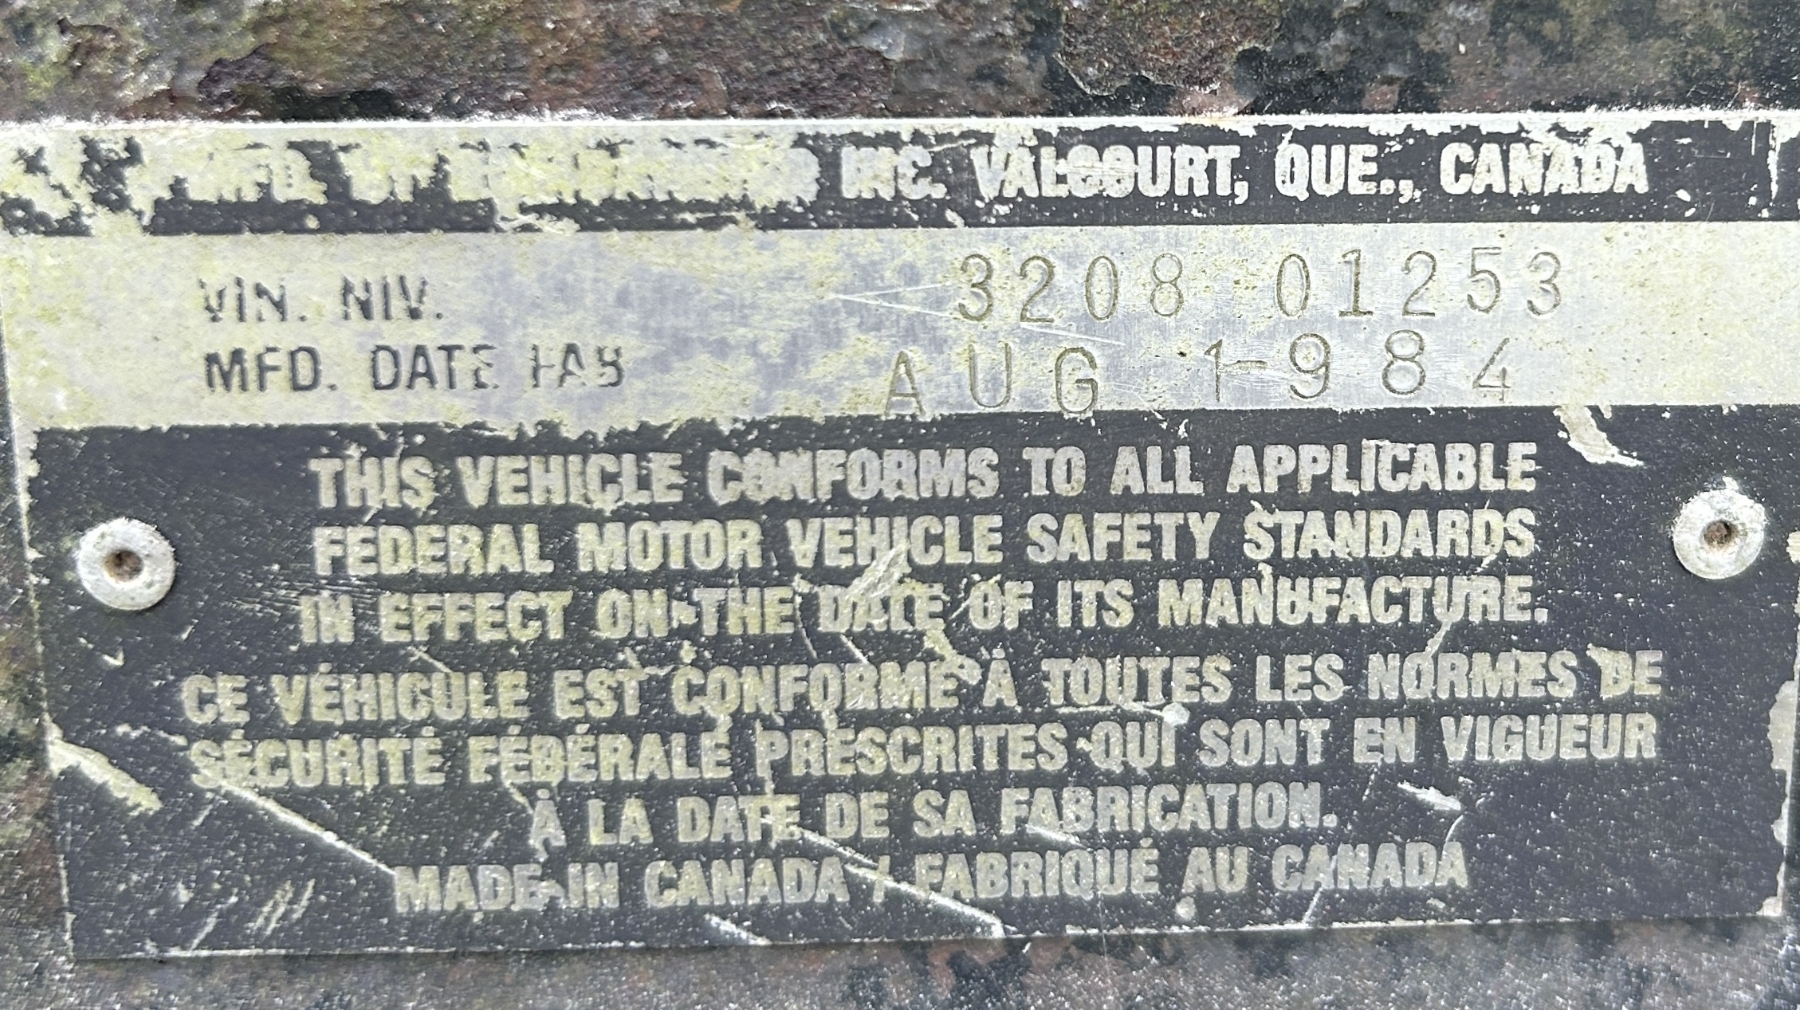 MFD. BY BOMBARDIER INC. VALCOURT, QUE., CANADA
VIN. NIV. 3208 01253
MFD. DATE FAB AUG 1984
THIS VEHICLE CONFORMS TO ALL APPLICABLE
FEDERAL MOTOR VEHICLE SAFETY STANDARDS
IN EFFECT ON THE DATE OF ITS MANUFACTURE.
CE VÉHICULE EST CONFORME À TOUTES LES NORMES DE
SÉCURITÉ FÉDÉRALE PRESCRITES QUI SONT EN VIGUEUR
À LA DATE DE SA FABRICATION.
MADE IN CANADA / FABRIQUÉ AU CANADA